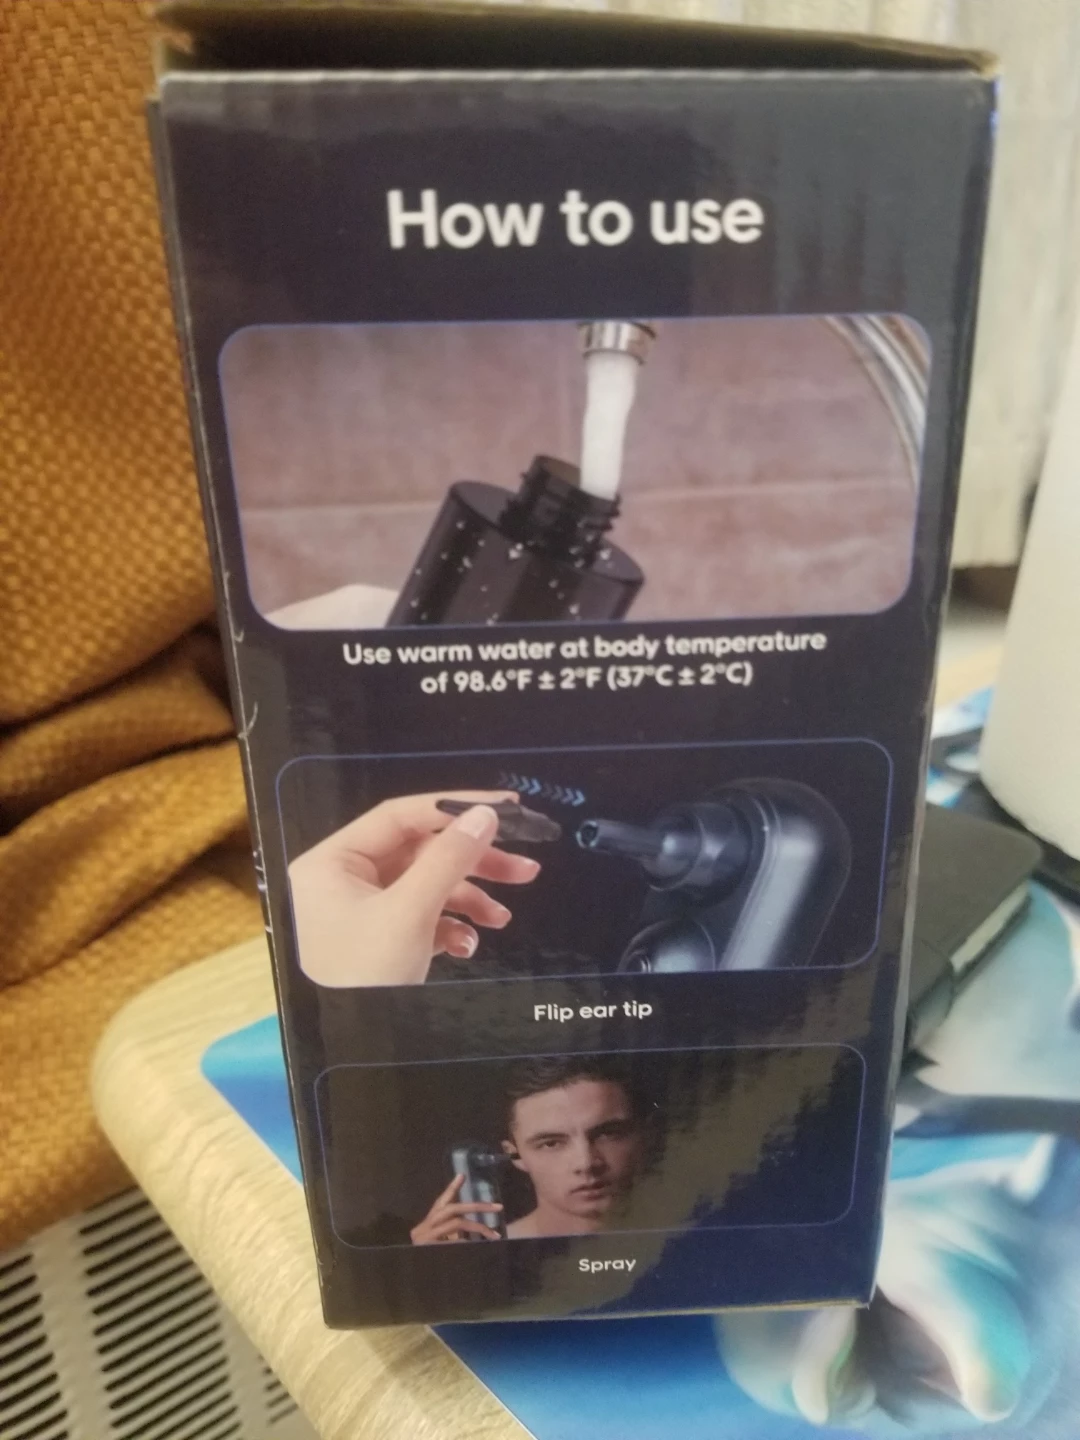 How to use
Use warm water at body temperature
of 98.6°F ± 2°F (37°C ± 2°C)
Flip ear tip
Spray